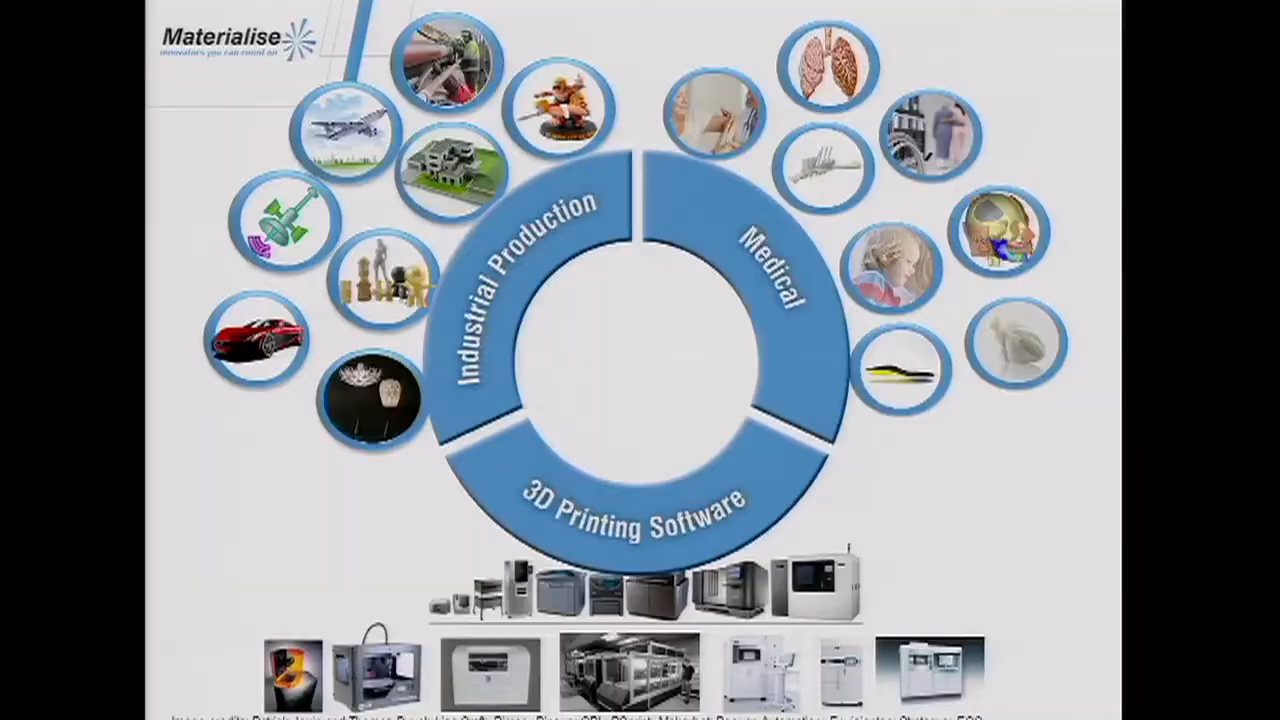 Materialise
innovators you can count on
Industrial Production
Medical
3D Printing Software